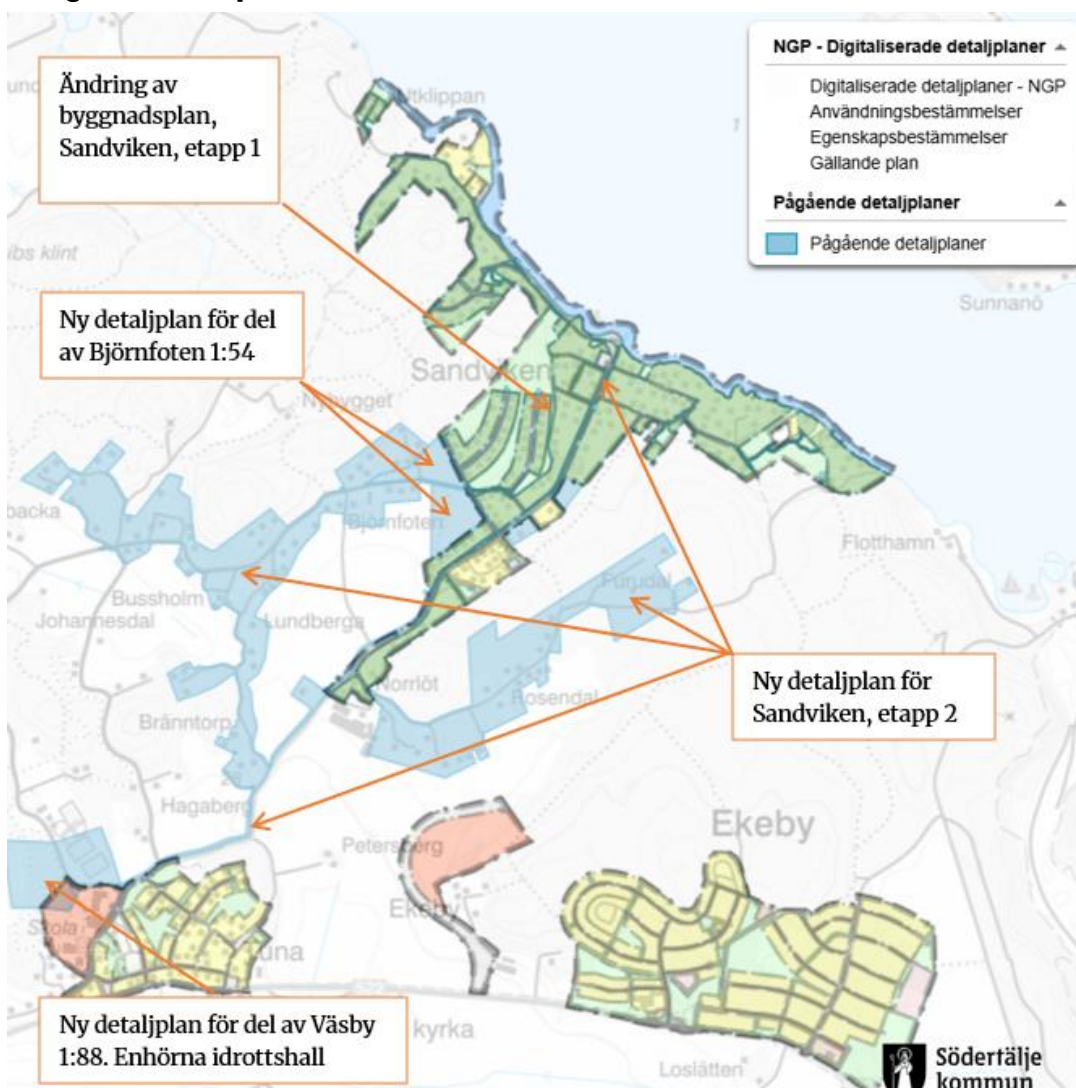 Ändring av
byggnadsplan,
Sandviken, etapp 1
NGP - Digitaliserade detaljplaner
Digitaliserade detaljplaner - NGP
Användningsbestämmelser
Egenskapsbestämmelser
Gällande plan
Pågående detaljplaner
Pågående detaljplaner
Utklippan
Sunnanö
Ny detaljplan för del
av Björnfoten 1:54
Sandviken
Nybygget
Björnfoten
Flotthamn
Furudal
Bussholm
Johannesdal
Lundberga
Norrlöt
Rosendal
Ny detaljplan för
Sandviken, etapp 2
Bränntorp
Hagaberg
Petersberg
Ekeby
Ekeby
Skola
Ny detaljplan för del av Väsby
1:88. Enhörna idrottshall
kyrka
Loslätten
Södertälje
kommun